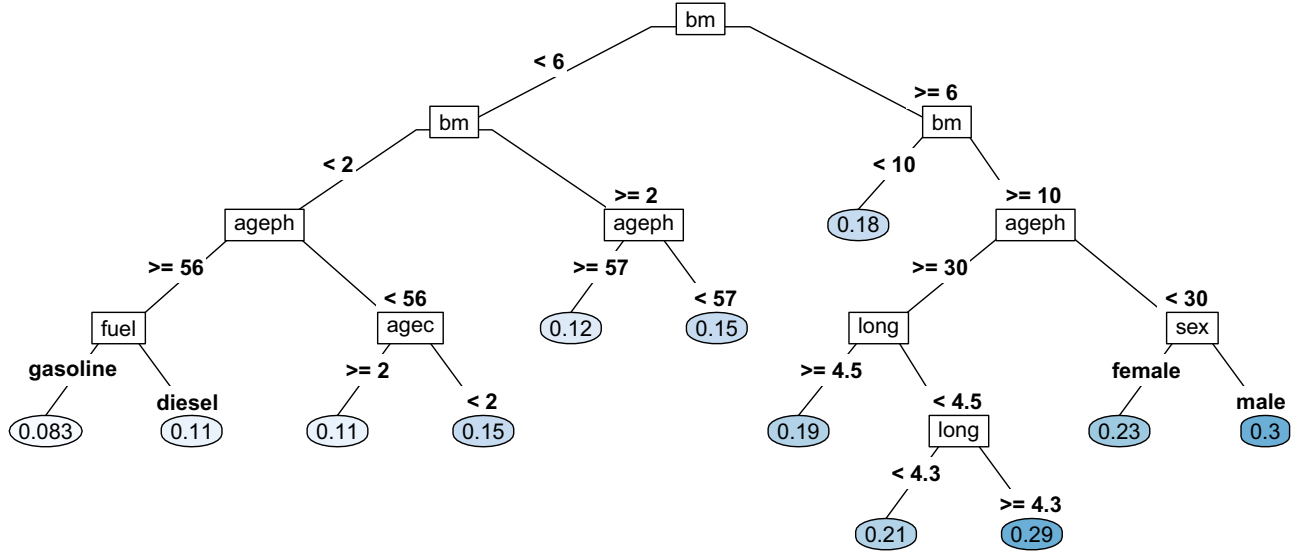 bm
< 6
>= 6
bm
bm
< 2
>= 2
< 10
>= 10
ageph
ageph
0.18
ageph
>= 56
< 56
>= 57
< 57
>= 30
< 30
fuel
agec
0.12
0.15
long
sex
gasoline
diesel
>= 2
< 2
>= 4.5
< 4.5
female
male
0.083
0.11
0.11
0.15
0.19
long
0.23
0.3
< 4.3
>= 4.3
0.21
0.29